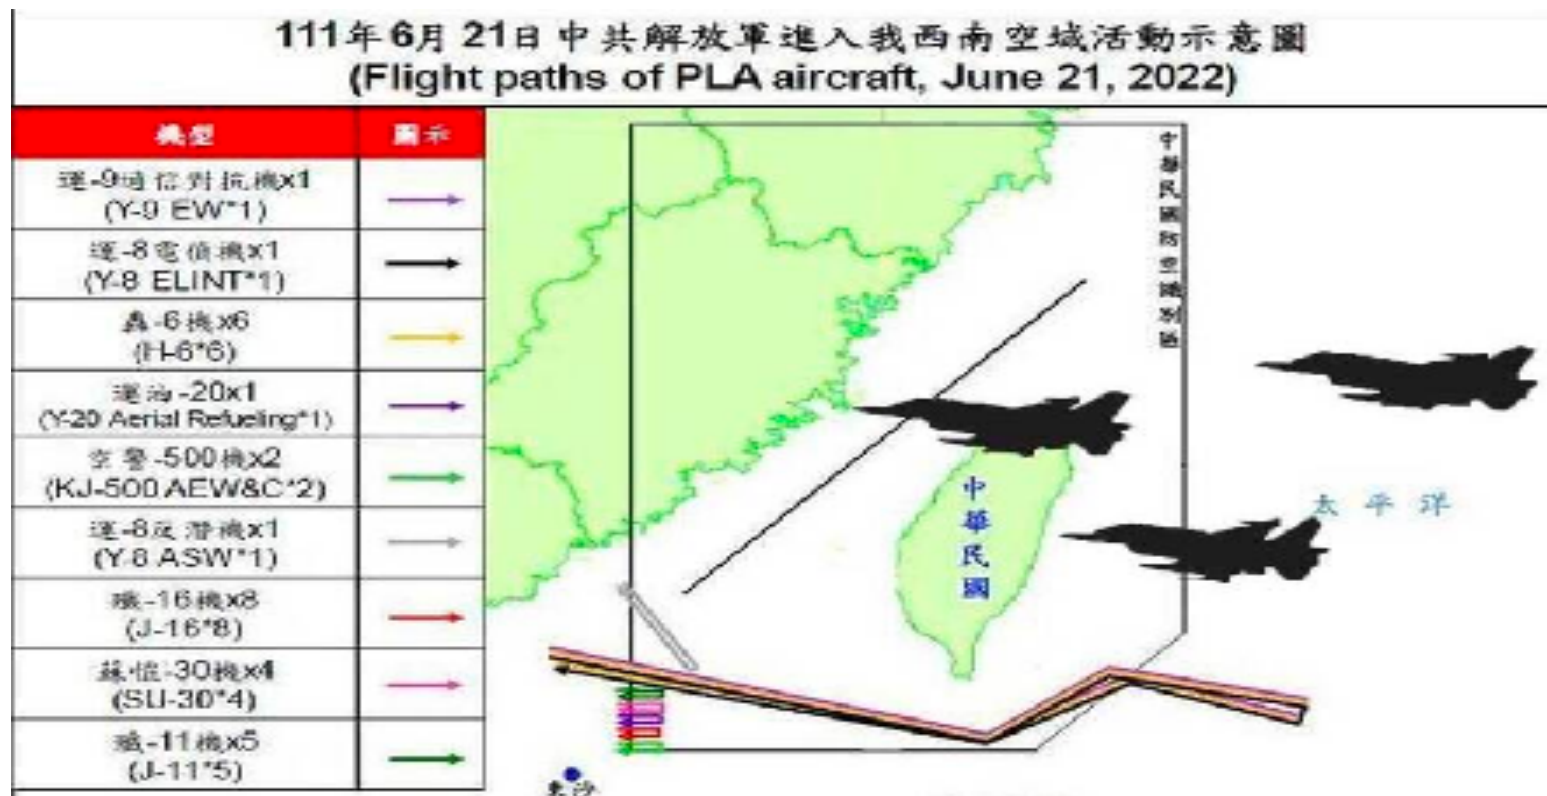 111年6月21日中共解放軍進入我西南空域活動示意圖
(Flight paths of PLA aircraft, June 21, 2022)
機型
圖示
運-9通信對抗機x1
(Y-9 EW*1)
運-8電偵機x1
(Y-8 ELINT*1)
轟-6機x6
(H-6*6)
運油-20x1
(Y-20 Aerial Refueling*1)
空警-500機x2
(KJ-500 AEW&C*2)
運-8反潛機x1
(Y-8 ASW*1)
殲-16機x8
(J-16*8)
蘇愷-30機x4
(SU-30*4)
殲-11機x5
(J-11*5)
中華民國防空識別區
中華民國
太平洋
東沙